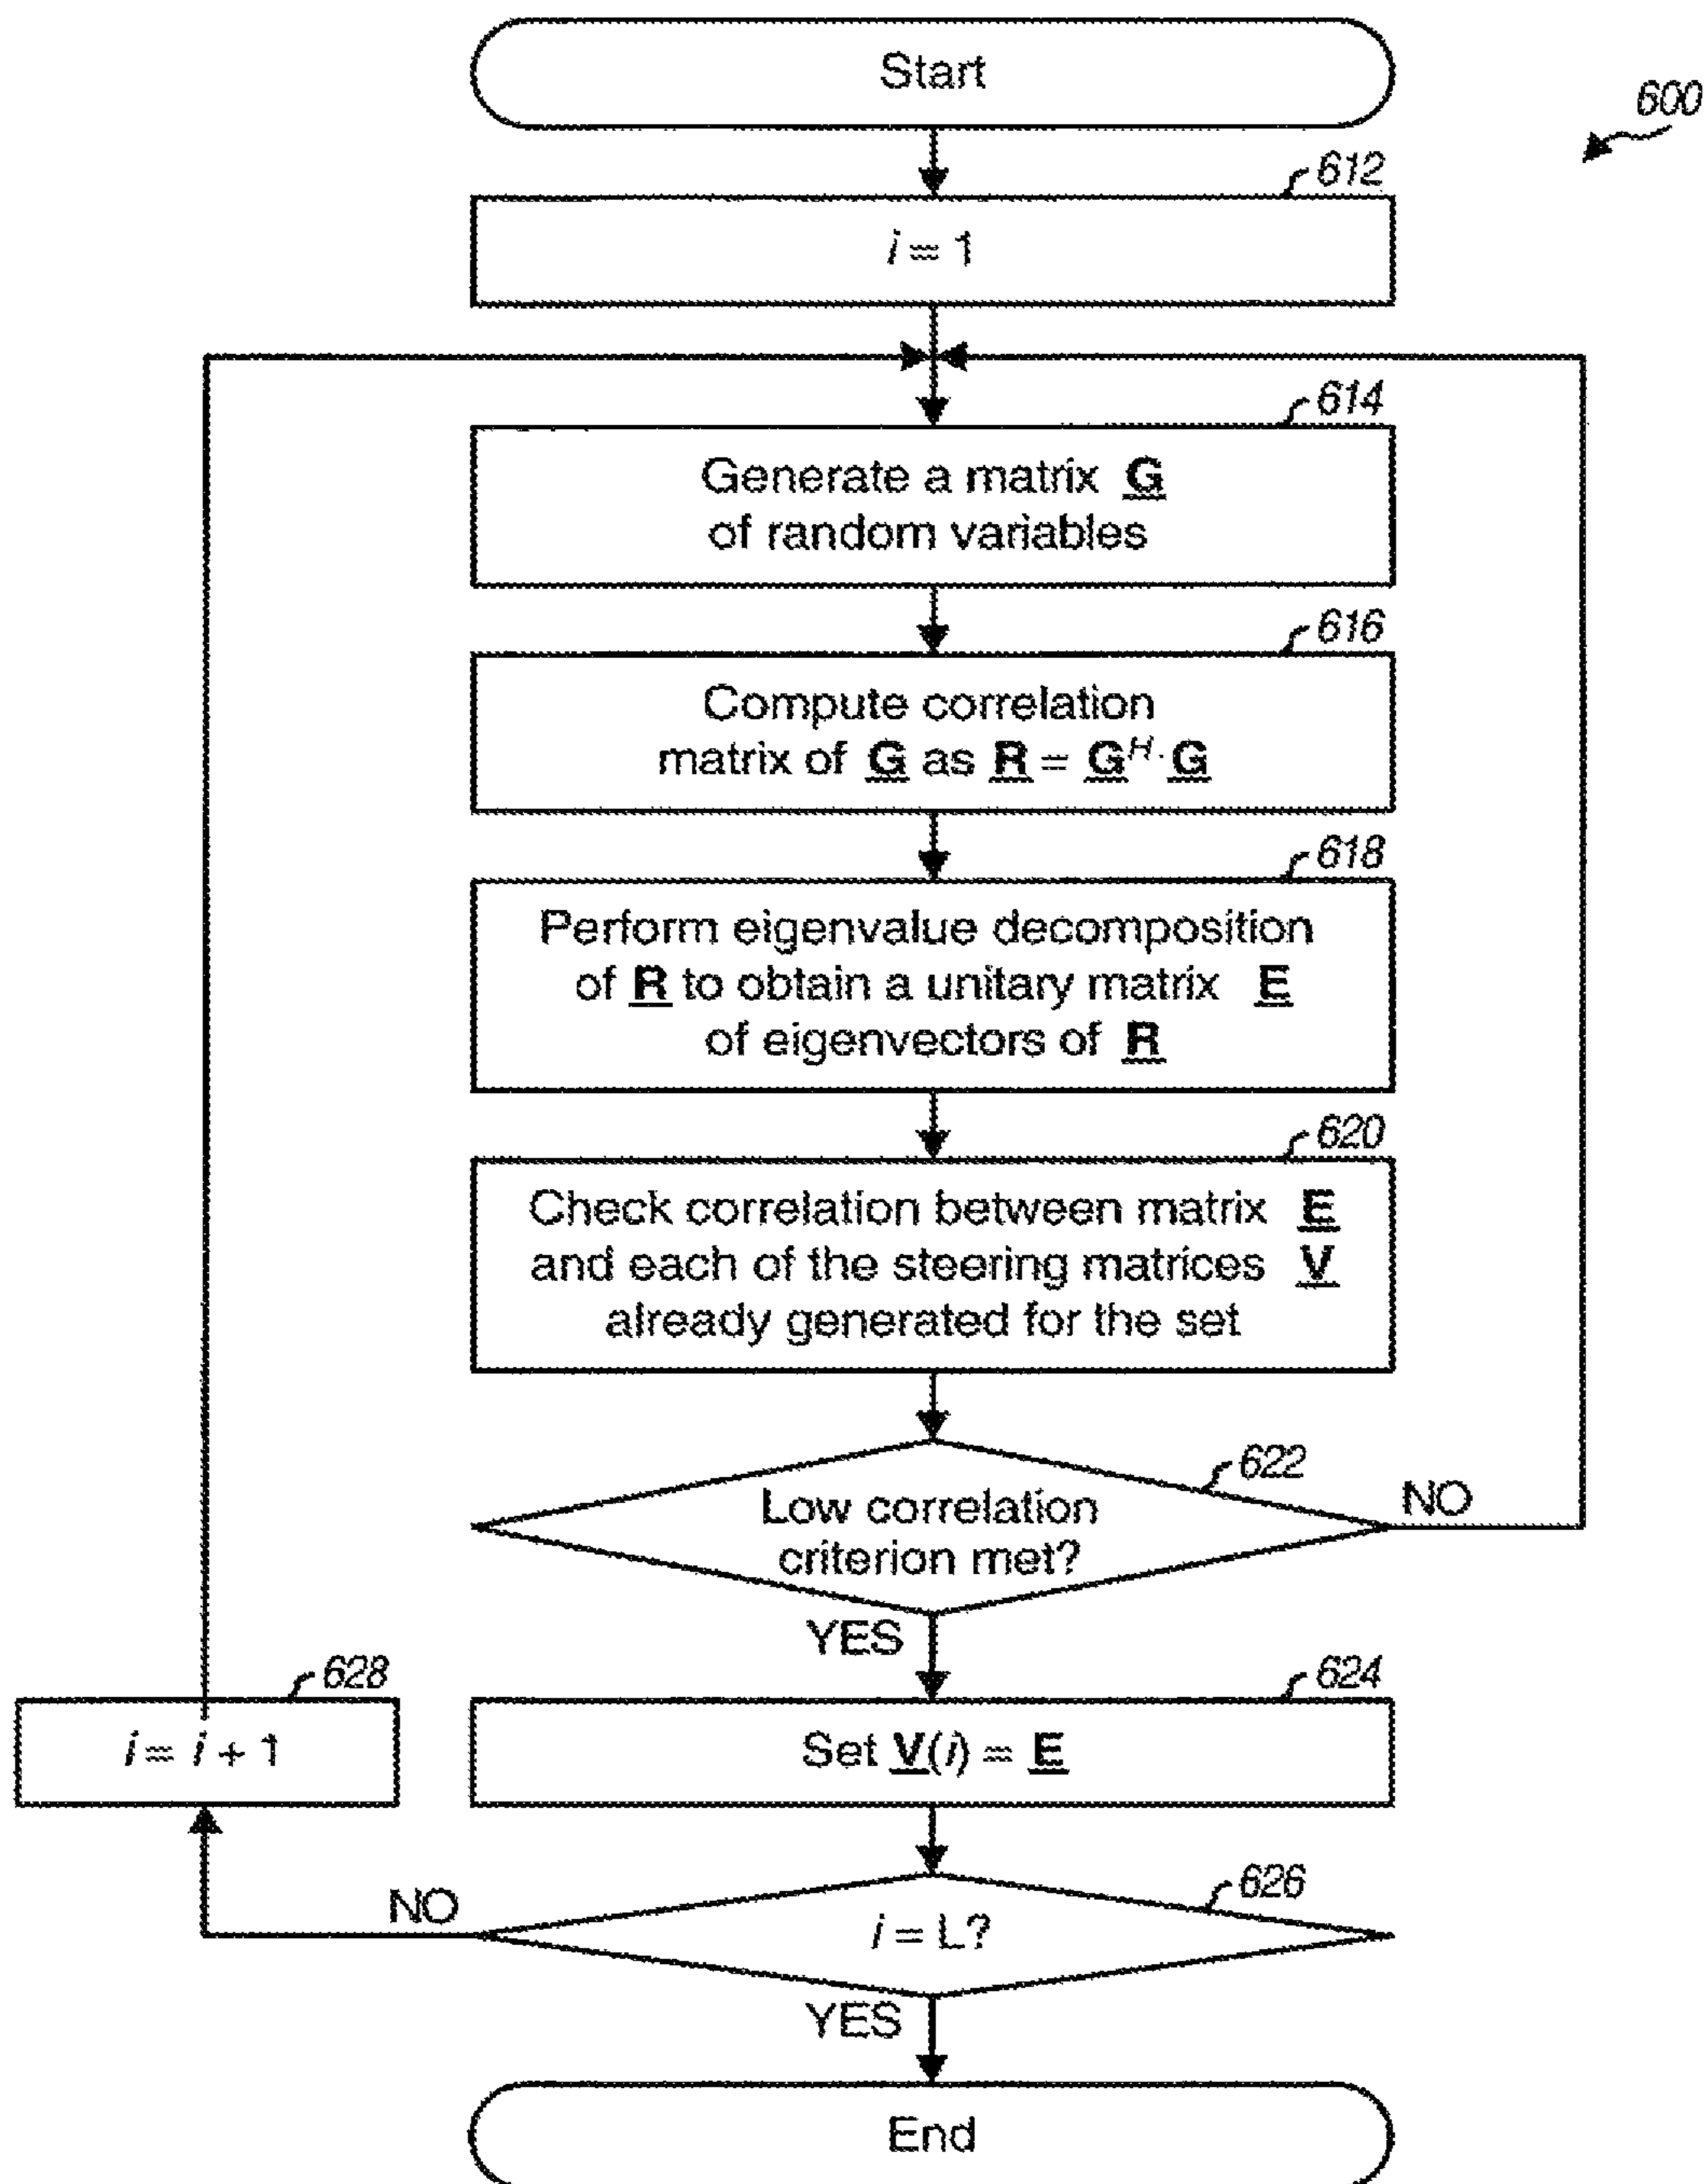 Start
600
612
i = 1
614
Generate a matrix G
of random variables
616
Compute correlation
matrix of G as R = G^H · G
618
Perform eigenvalue decomposition
of R to obtain a unitary matrix E
of eigenvectors of R
620
Check correlation between matrix E
and each of the steering matrices V
already generated for the set
622
Low correlation
criterion met?
NO
YES
628
i = i + 1
624
Set V(i) = E
626
i = L?
NO
YES
End